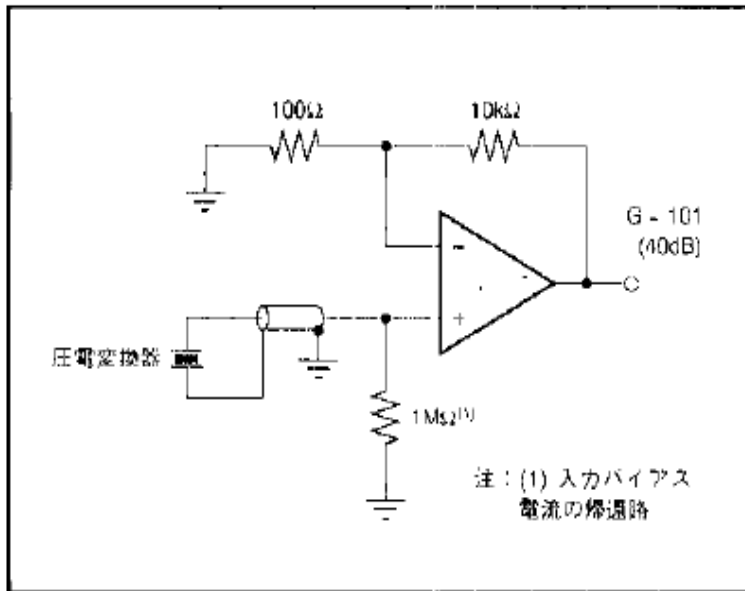 100Ω
10kΩ
G - 101
(40dB)
−
+
圧電変換器
1MΩ(1)
注：(1) 入力バイアス
電流の帰還路